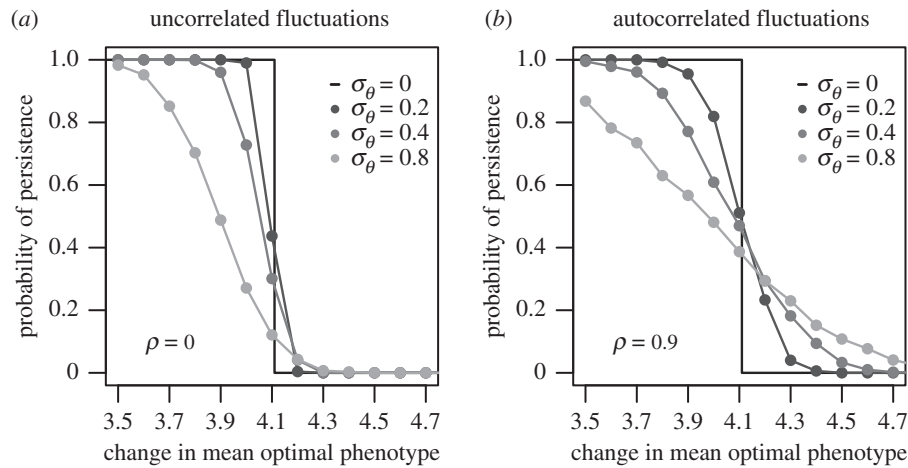 (a) uncorrelated fluctuations
probability of persistence
1.0
0.8
0.6
0.4
0.2
0
σθ = 0
σθ = 0.2
σθ = 0.4
σθ = 0.8
ρ = 0
3.5 3.7 3.9 4.1 4.3 4.5 4.7
change in mean optimal phenotype
(b) autocorrelated fluctuations
probability of persistence
1.0
0.8
0.6
0.4
0.2
0
σθ = 0
σθ = 0.2
σθ = 0.4
σθ = 0.8
ρ = 0.9
3.5 3.7 3.9 4.1 4.3 4.5 4.7
change in mean optimal phenotype